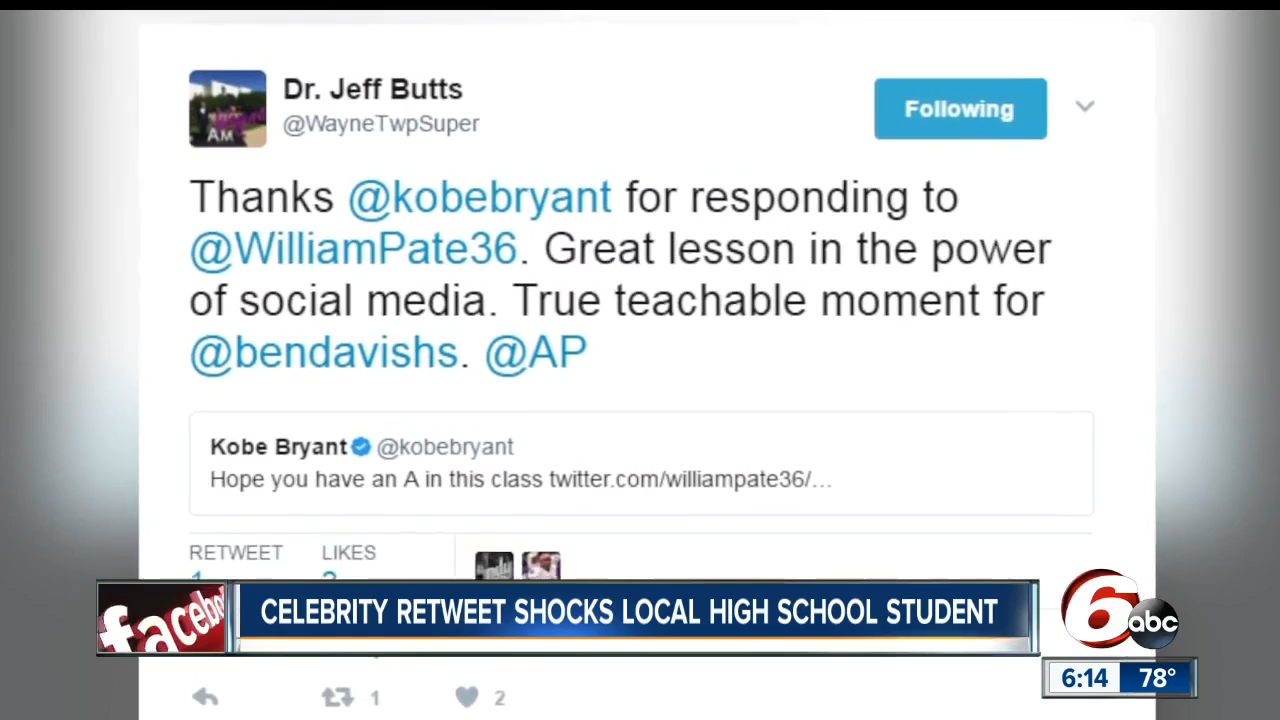 Dr. Jeff Butts
@WayneTwpSuper
Following
AM
Thanks @kobebryant for responding to
@WilliamPate36. Great lesson in the power
of social media. True teachable moment for
@bendavishs. @AP
Kobe Bryant @kobebryant
Hope you have an A in this class twitter.com/williampate36/...
RETWEET LIKES
CELEBRITY RETWEET SHOCKS LOCAL HIGH SCHOOL STUDENT
6 abc
6:14 78°
1 2